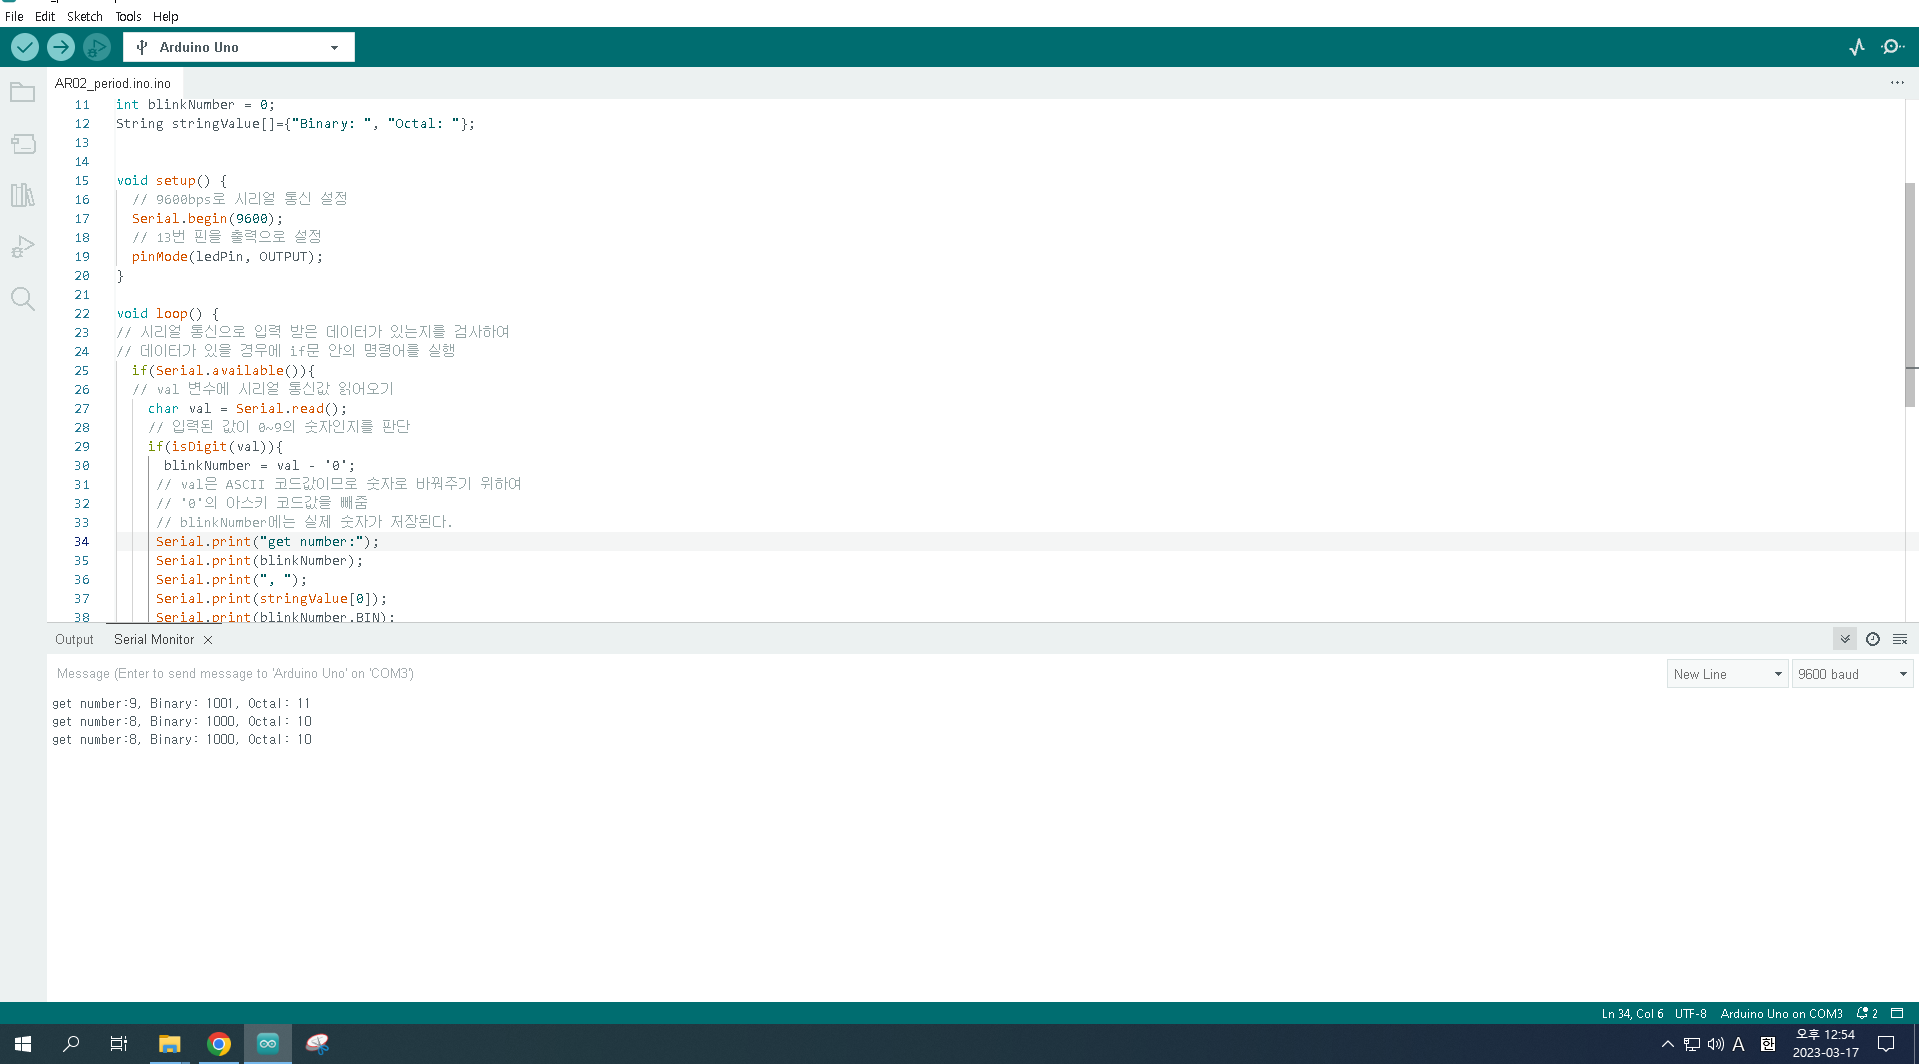 File Edit Sketch Tools Help
Arduino Uno
AR02_period.ino.ino
11 int blinkNumber = 0;
12 String stringValue[]={"Binary: ", "Octal: "};
13
14
15 void setup() {
16 // 9600bps로 시리얼 통신 설정
17 Serial.begin(9600);
18 // 13번 핀을 출력으로 설정
19 pinMode(ledPin, OUTPUT);
20 }
21
22 void loop() {
23 // 시리얼 통신으로 입력 받은 데이터가 있는지를 검사하여
24 // 데이터가 있을 경우에 if문 안의 명령어를 실행
25 if(Serial.available()){
26 // val 변수에 시리얼 통신값 읽어오기
27 char val = Serial.read();
28 // 입력된 값이 0~9의 숫자인지를 판단
29 if(isDigit(val)){
30 blinkNumber = val - '0';
31 // val은 ASCII 코드값이므로 숫자로 바꿔주기 위하여
32 // '0'의 아스키 코드값을 빼줌
33 // blinkNumber에는 실제 숫자가 저장된다.
34 Serial.print("get number:");
35 Serial.print(blinkNumber);
36 Serial.print(", ");
37 Serial.print(stringValue[0]);
38 Serial.print(blinkNumber,BIN);
Output Serial Monitor
Message (Enter to send message to 'Arduino Uno' on 'COM3')
New Line 9600 baud
get number:9, Binary: 1001, Octal: 11
get number:8, Binary: 1000, Octal: 10
get number:8, Binary: 1000, Octal: 10
Ln 34, Col 6 UTF-8 Arduino Uno on COM3 2
A 한 오후 12:54
2023-03-17